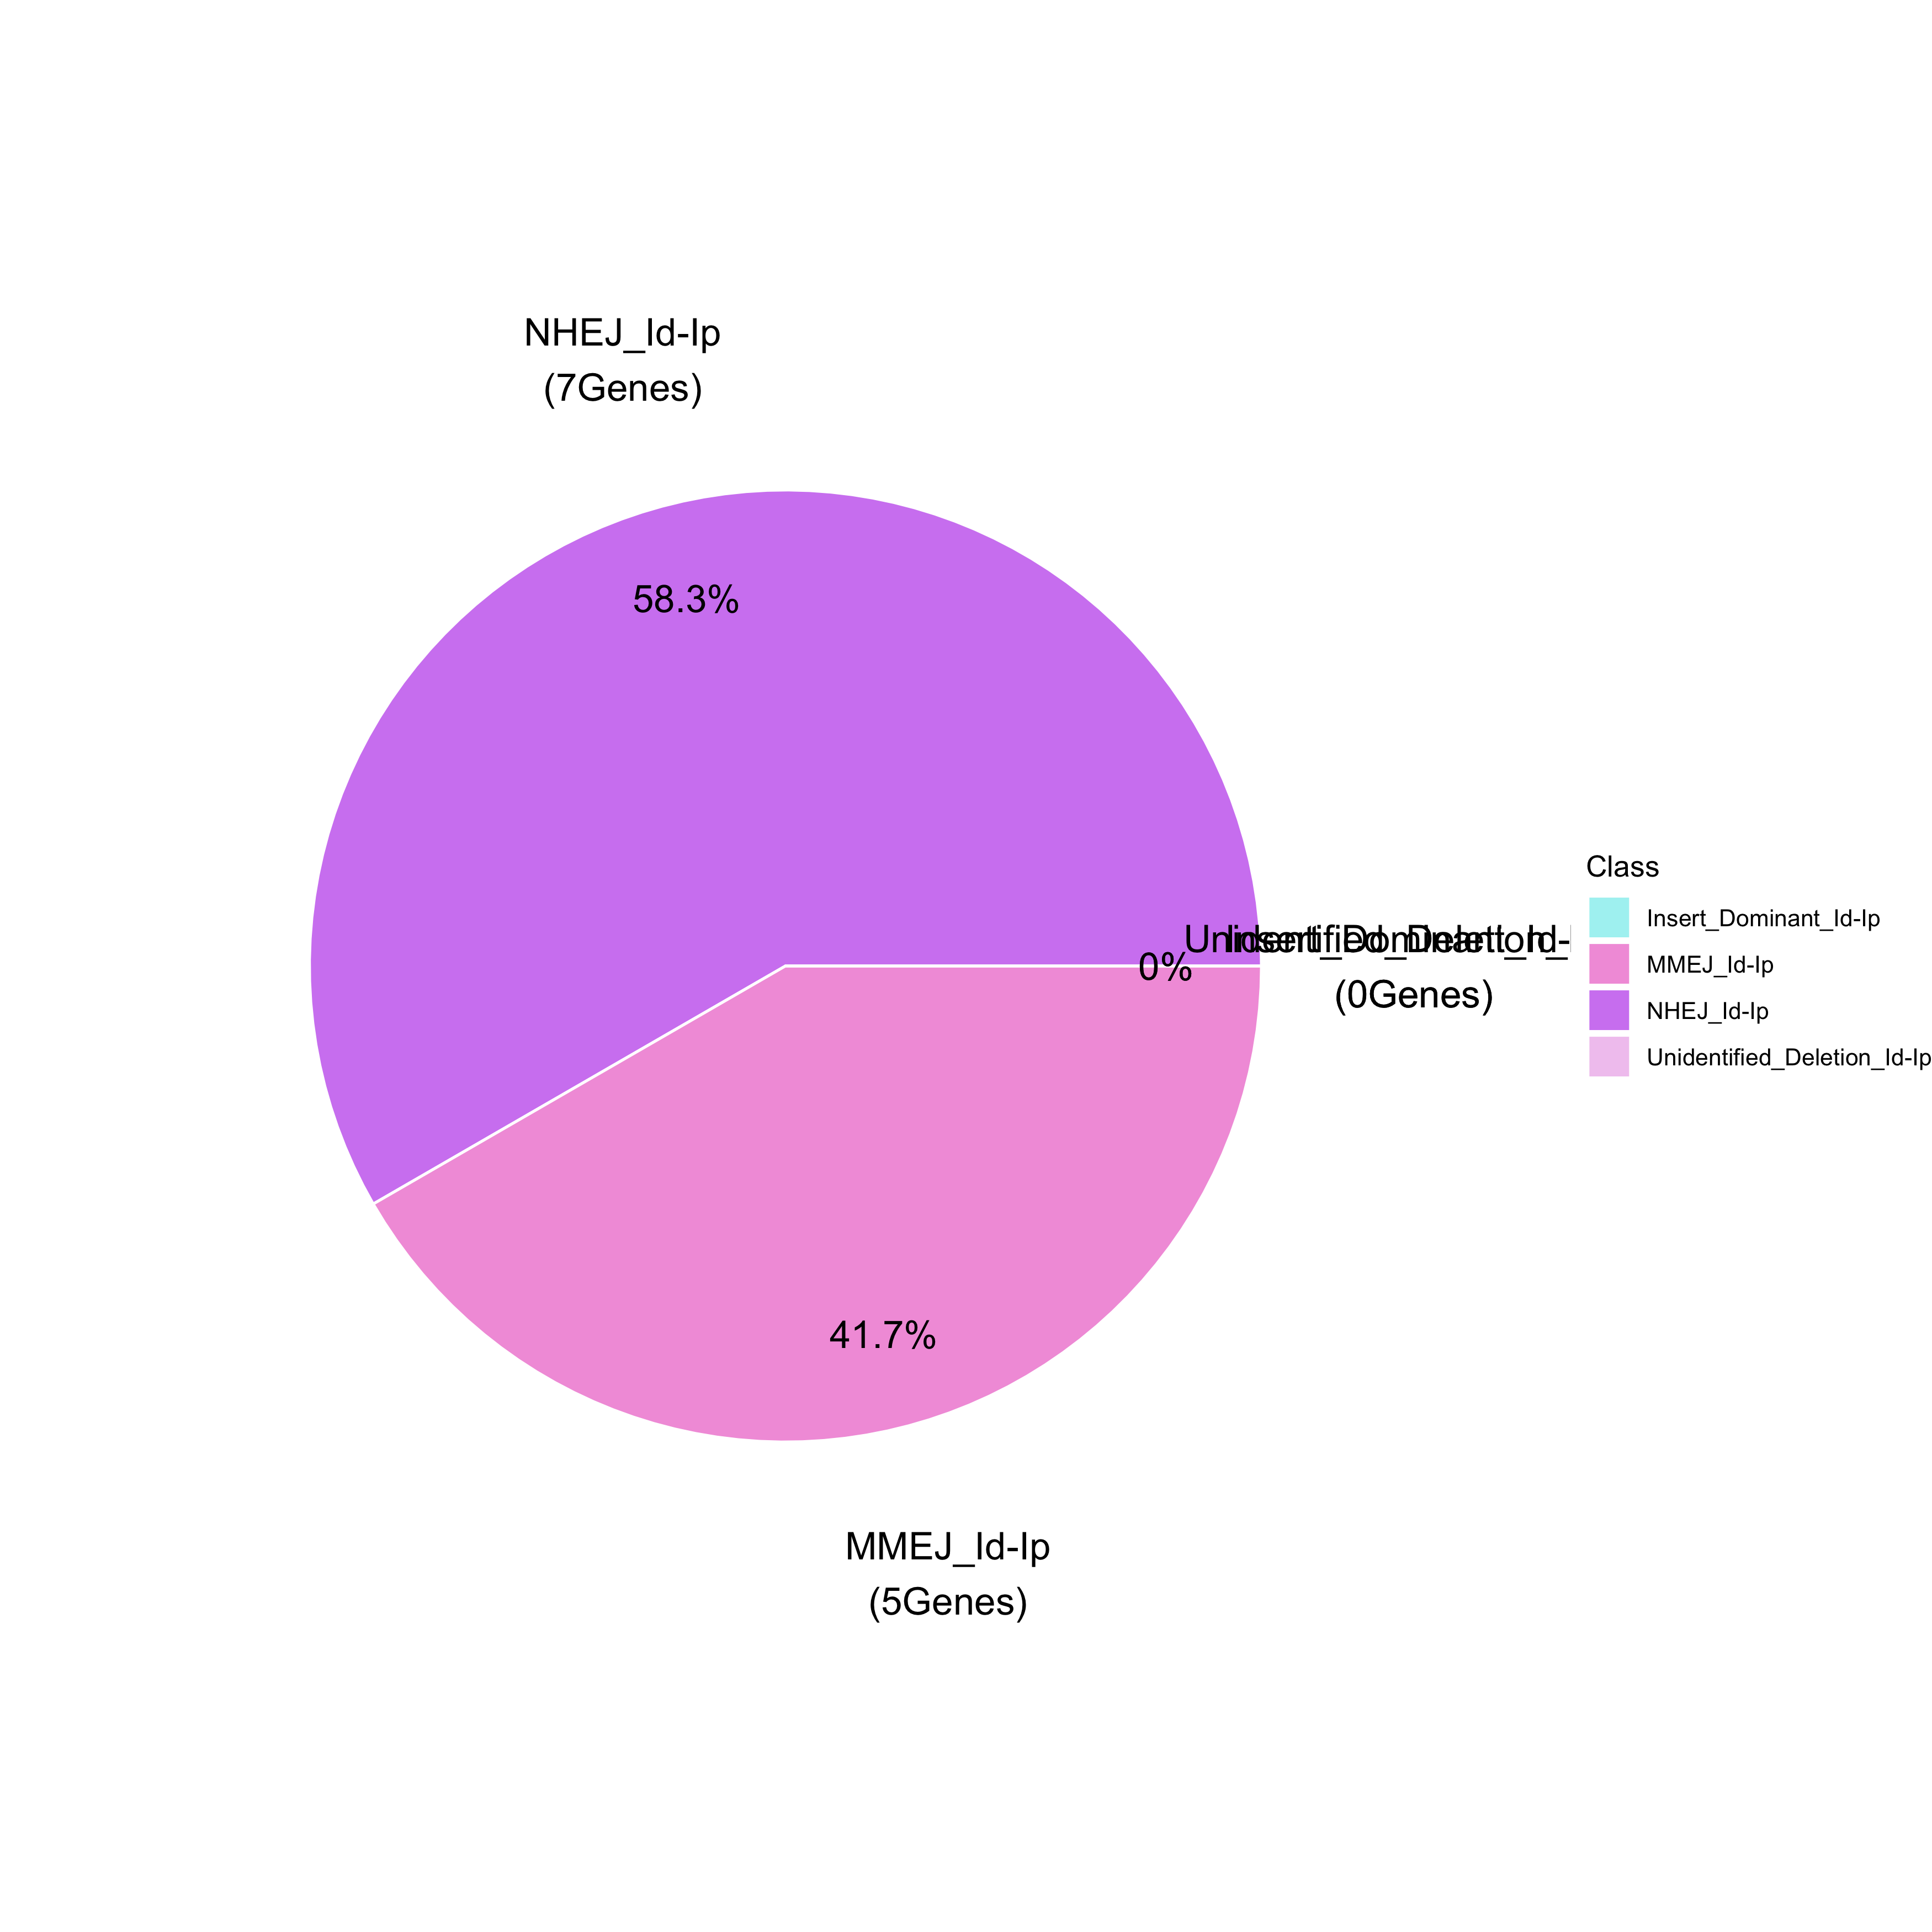 NHEJ_Id-Ip
(7Genes)
58.3%
Class
Insert_Dominant_Id-Ip
0%
(0Genes)
MMEJ_Id-Ip
NHEJ_Id-Ip
Unidentified_Deletion_Id-Ip
41.7%
MMEJ_Id-Ip
(5Genes)